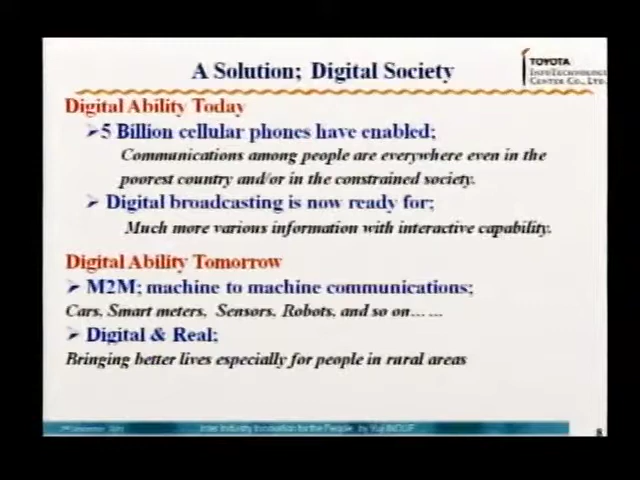 A Solution; Digital Society
TOYOTA
INFOTECHNOLOGY
CENTER CO., LTD.
Digital Ability Today
➢5 Billion cellular phones have enabled;
Communications among people are everywhere even in the
poorest country and/or in the constrained society.
➢ Digital broadcasting is now ready for;
Much more various information with interactive capability.
Digital Ability Tomorrow
➢ M2M; machine to machine communications;
Cars, Smart meters, Sensors, Robots, and so on… …
➢ Digital & Real;
Bringing better lives especially for people in rural areas
Inter Industry Innovation for the People by Yuji INOUE
8